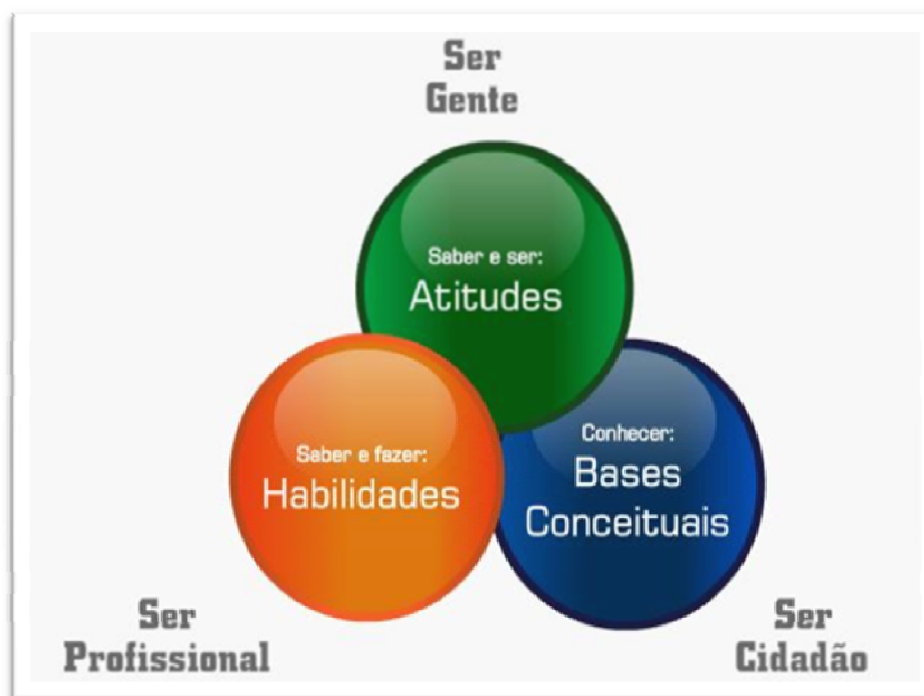 Ser
Gente
Saber e ser:
Atitudes
Saber e fazer:
Habilidades
Conhecer:
Bases
Conceituais
Ser
Profissional
Ser
Cidadão